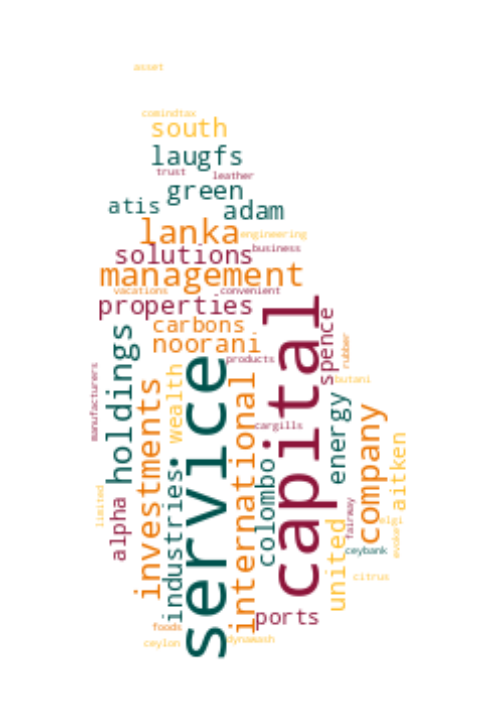 asset
comindtax
south
laugfs
trust
leather
green
atis
adam
lanka
engineering
solutions
business
management
vacations
convenient
properties
carbons
noorani
spence
rubber
products
butani
manufacturers
holdings
wealth
service
international
capital
energy
company
investments
cargills
aitken
colombo
industries
limited
alpha
united
fairway
elgi
evoke
ceybank
citrus
ports
foods
ceylon
dynawash